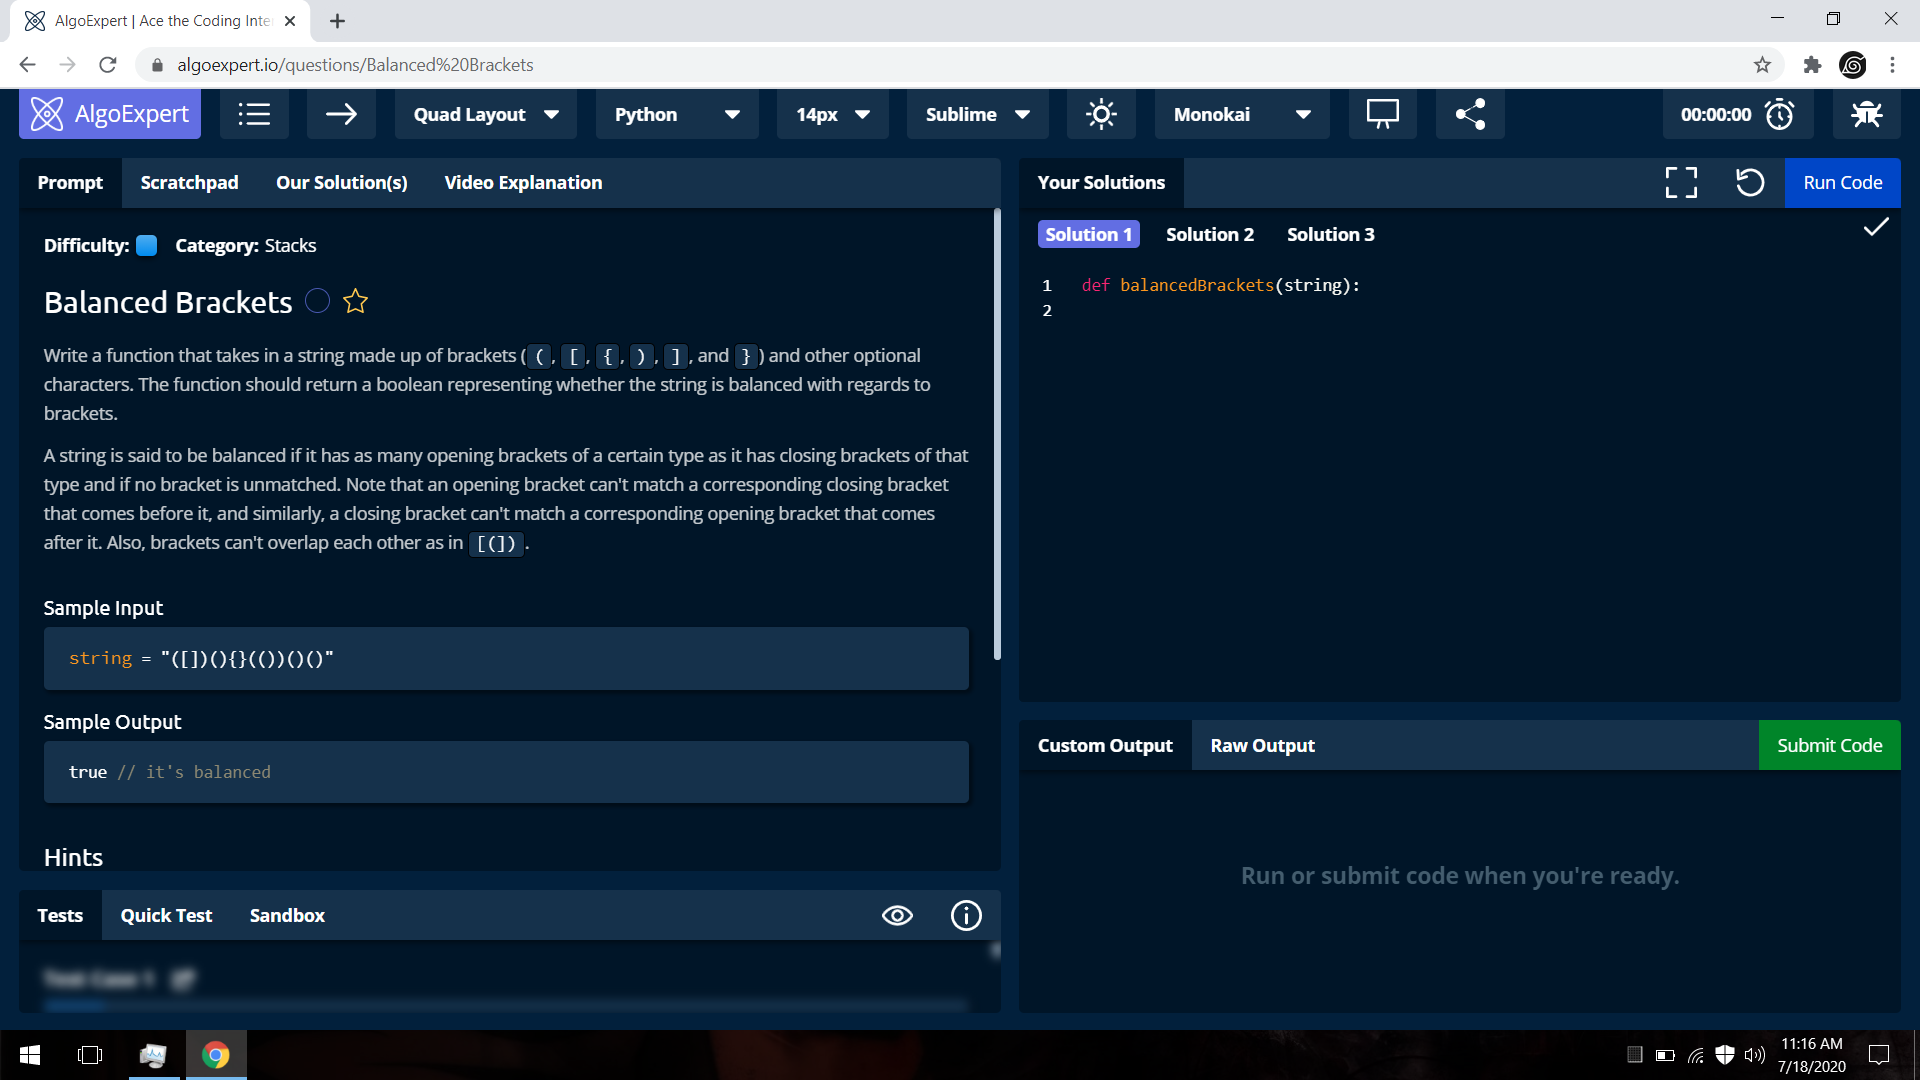 AlgoExpert | Ace the Coding Inte
algoexpert.io/questions/Balanced%20Brackets
AlgoExpert
Quad Layout
Python
14px
Sublime
Monokai
00:00:00
Prompt
Scratchpad
Our Solution(s)
Video Explanation
Difficulty: Category: Stacks
Balanced Brackets
Write a function that takes in a string made up of brackets ( (, [, {, ), ], and } ) and other optional
characters. The function should return a boolean representing whether the string is balanced with regards to
brackets.
A string is said to be balanced if it has as many opening brackets of a certain type as it has closing brackets of that
type and if no bracket is unmatched. Note that an opening bracket can't match a corresponding closing bracket
that comes before it, and similarly, a closing bracket can't match a corresponding opening bracket that comes
after it. Also, brackets can't overlap each other as in [(]) .
Sample Input
string = "([])(){}(())()()"
Sample Output
true // it's balanced
Hints
Tests
Quick Test
Sandbox
Test Case 1
Your Solutions
Run Code
Solution 1
Solution 2
Solution 3
1 def balancedBrackets(string):
2
Custom Output
Raw Output
Submit Code
Run or submit code when you're ready.
11:16 AM
7/18/2020